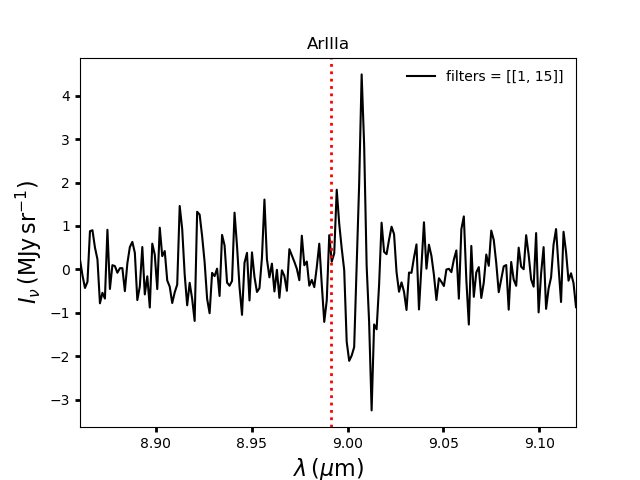 ArIIIa
filters = [[1, 15]]
4
3
2
1
0
−1
−2
−3
I_ν (MJy sr⁻¹)
8.90 8.95 9.00 9.05 9.10
λ (μm)